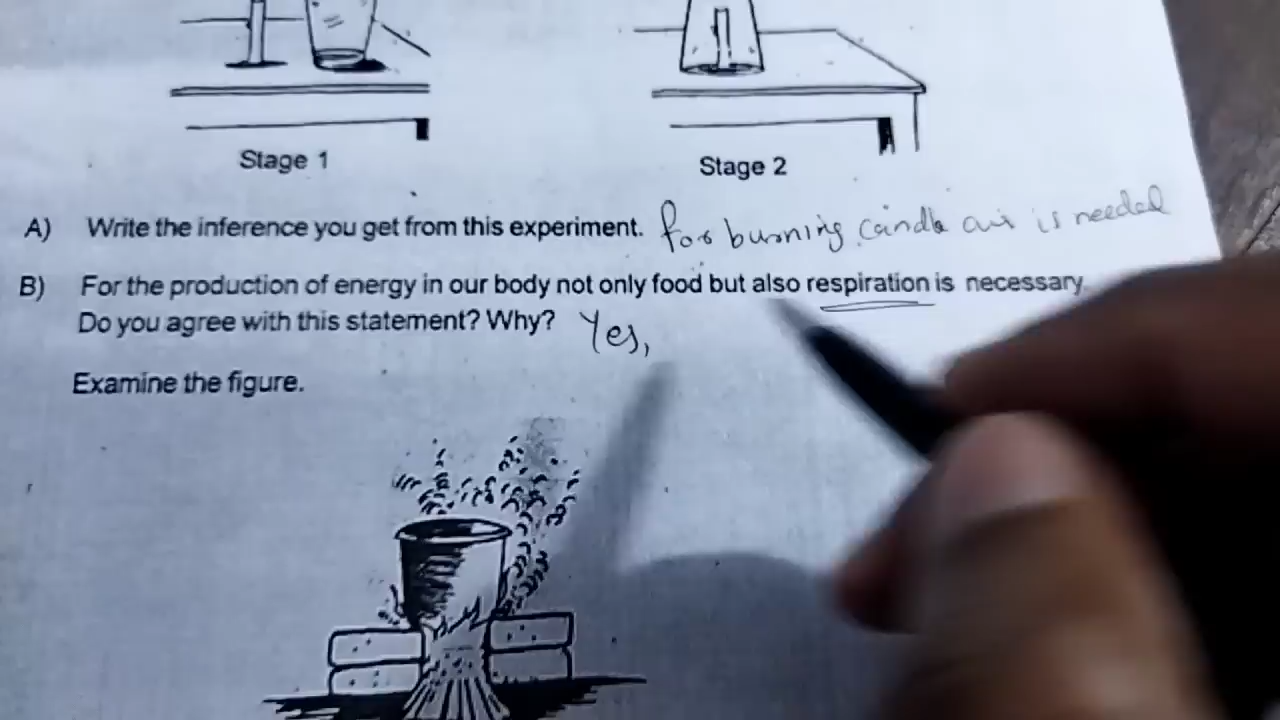 Stage 1
Stage 2
A) Write the inference you get from this experiment. For burning candle air is needed
B) For the production of energy in our body not only food but also respiration is necessary
Do you agree with this statement? Why? Yes,
Examine the figure.